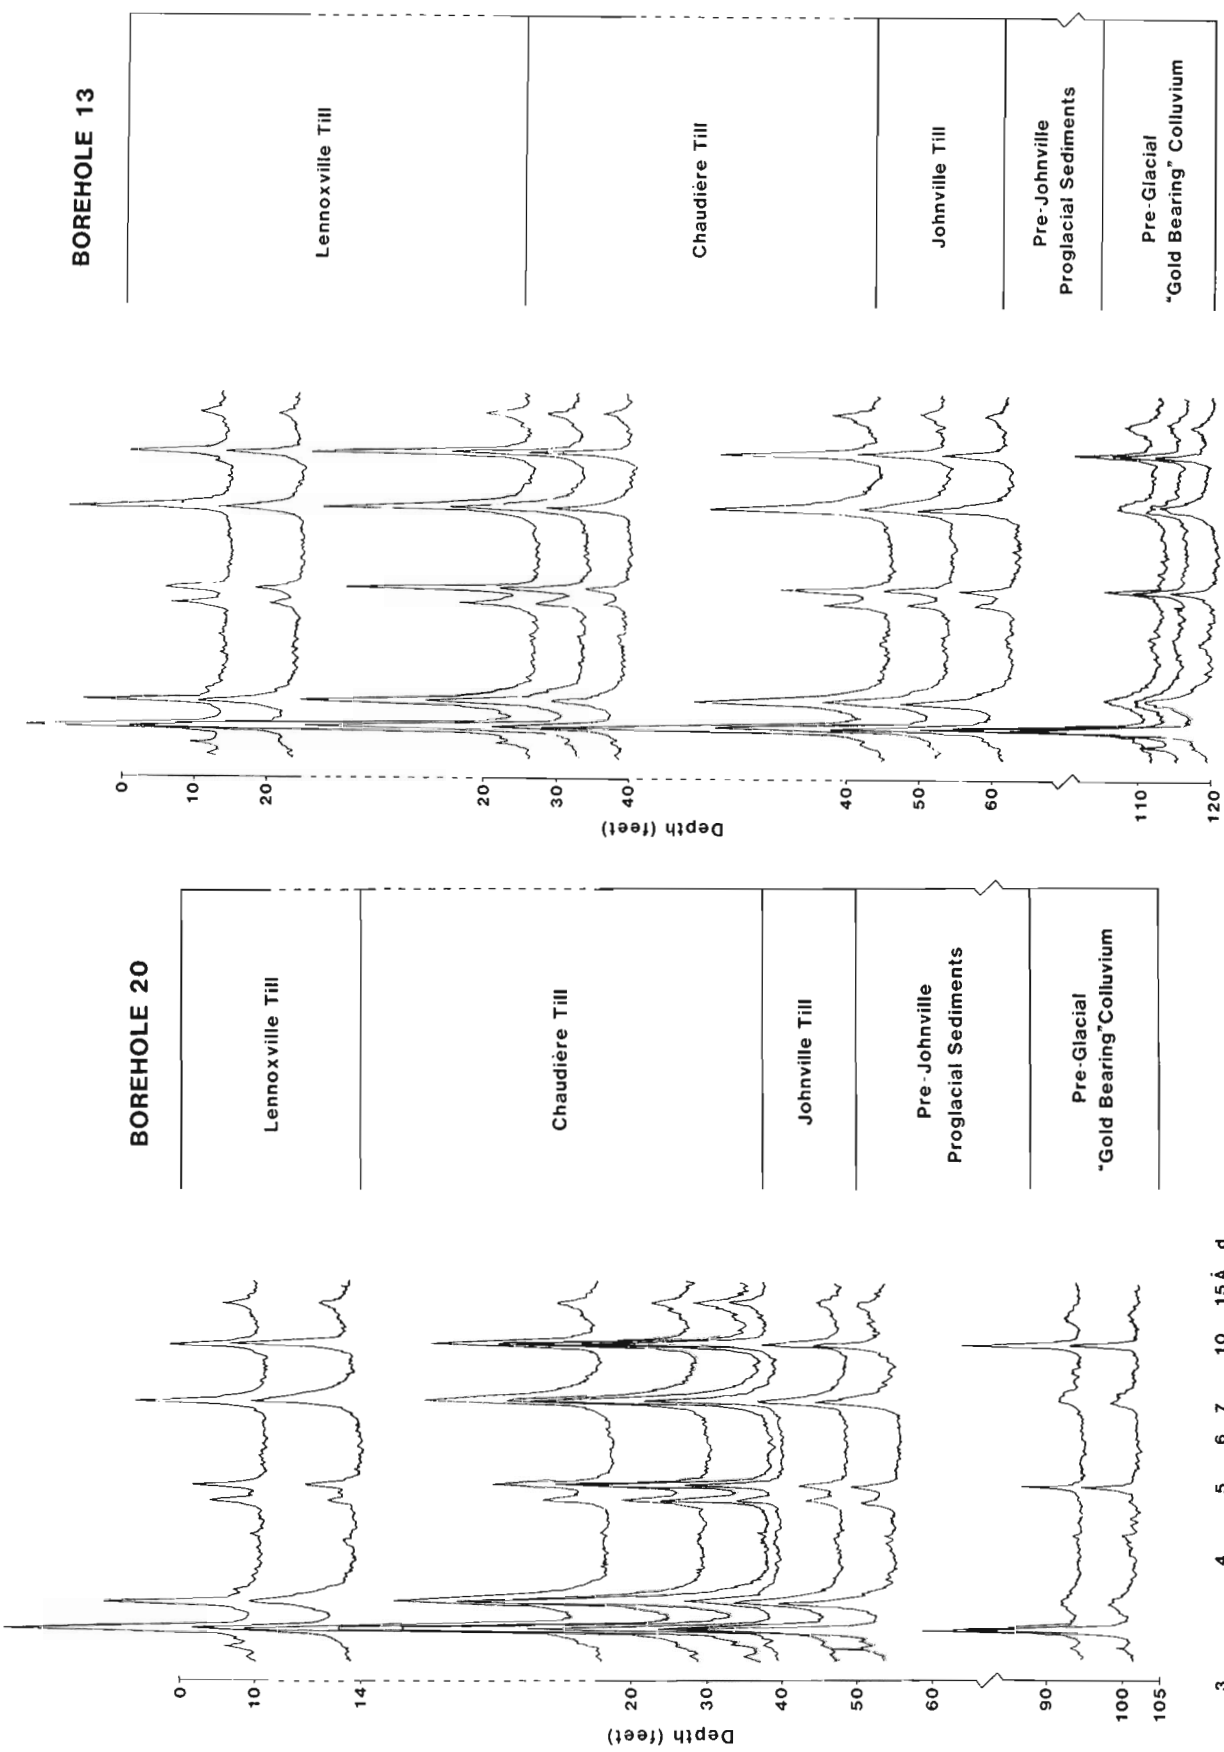 BOREHOLE 13
Lennoxville Till
Chaudière Till
Johnville Till
Pre-Johnville
Proglacial Sediments
Pre-Glacial
"Gold Bearing" Colluvium
0
10
20
20
30
40
40
50
60
110
120
Depth (feet)
BOREHOLE 20
Lennoxville Till
Chaudière Till
Johnville Till
Pre-Johnville
Proglacial Sediments
Pre-Glacial
"Gold Bearing" Colluvium
0
10
14
20
30
40
50
60
90
100
105
Depth (feet)
3 4 5 6 7 10 15Å d